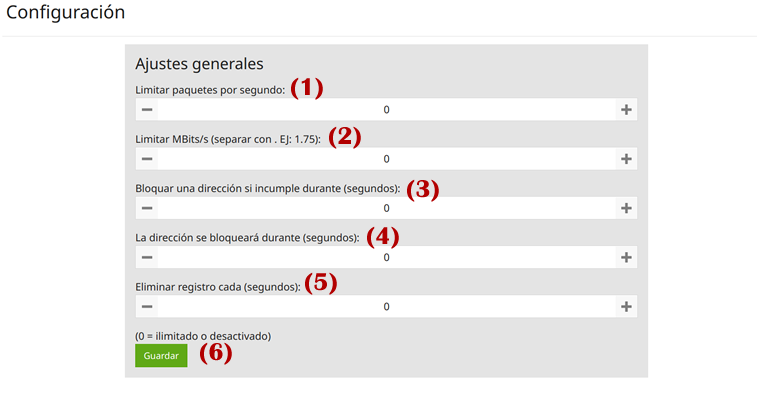 Configuración
Ajustes generales
Limitar paquetes por segundo: (1)
− 0 +
Limitar MBits/s (separar con . EJ: 1.75): (2)
− 0 +
Bloquar una dirección si incumple durante (segundos): (3)
− 0 +
La dirección se bloqueará durante (segundos): (4)
− 0 +
Eliminar registro cada (segundos): (5)
− 0 +
(0 = ilimitado o desactivado)
Guardar (6)